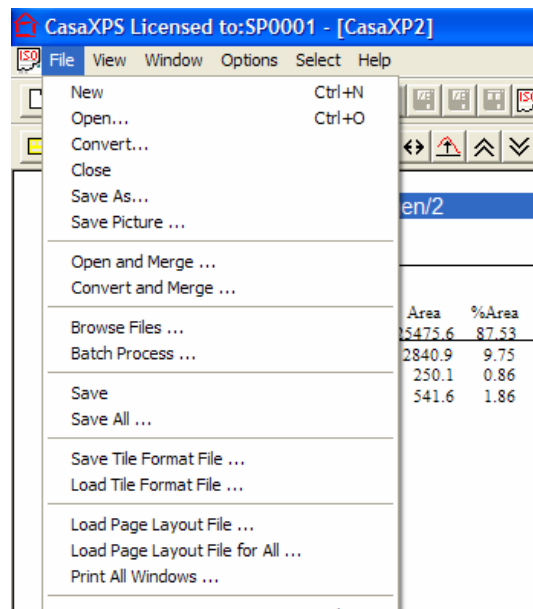 CasaXPS Licensed to:SP0001 - [CasaXP2]
ISO File View Window Options Select Help
New Ctrl+N
Open... Ctrl+O
Convert...
Close
Save As...
Save Picture ...
Open and Merge ...
Convert and Merge ...
Browse Files ...
Batch Process ...
Save
Save All ...
Save Tile Format File ...
Load Tile Format File ...
Load Page Layout File ...
Load Page Layout File for All ...
Print All Windows ...
en/2
Area %Area
25475.6 87.53
2840.9 9.75
250.1 0.86
541.6 1.86